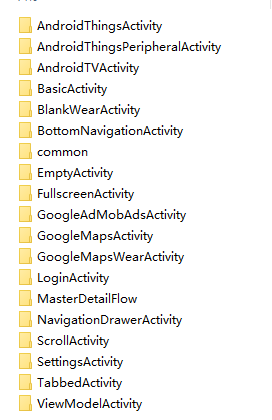 AndroidThingsActivity
AndroidThingsPeripheralActivity
AndroidTVActivity
BasicActivity
BlankWearActivity
BottomNavigationActivity
common
EmptyActivity
FullscreenActivity
GoogleAdMobAdsActivity
GoogleMapsActivity
GoogleMapsWearActivity
LoginActivity
MasterDetailFlow
NavigationDrawerActivity
ScrollActivity
SettingsActivity
TabbedActivity
ViewModelActivity